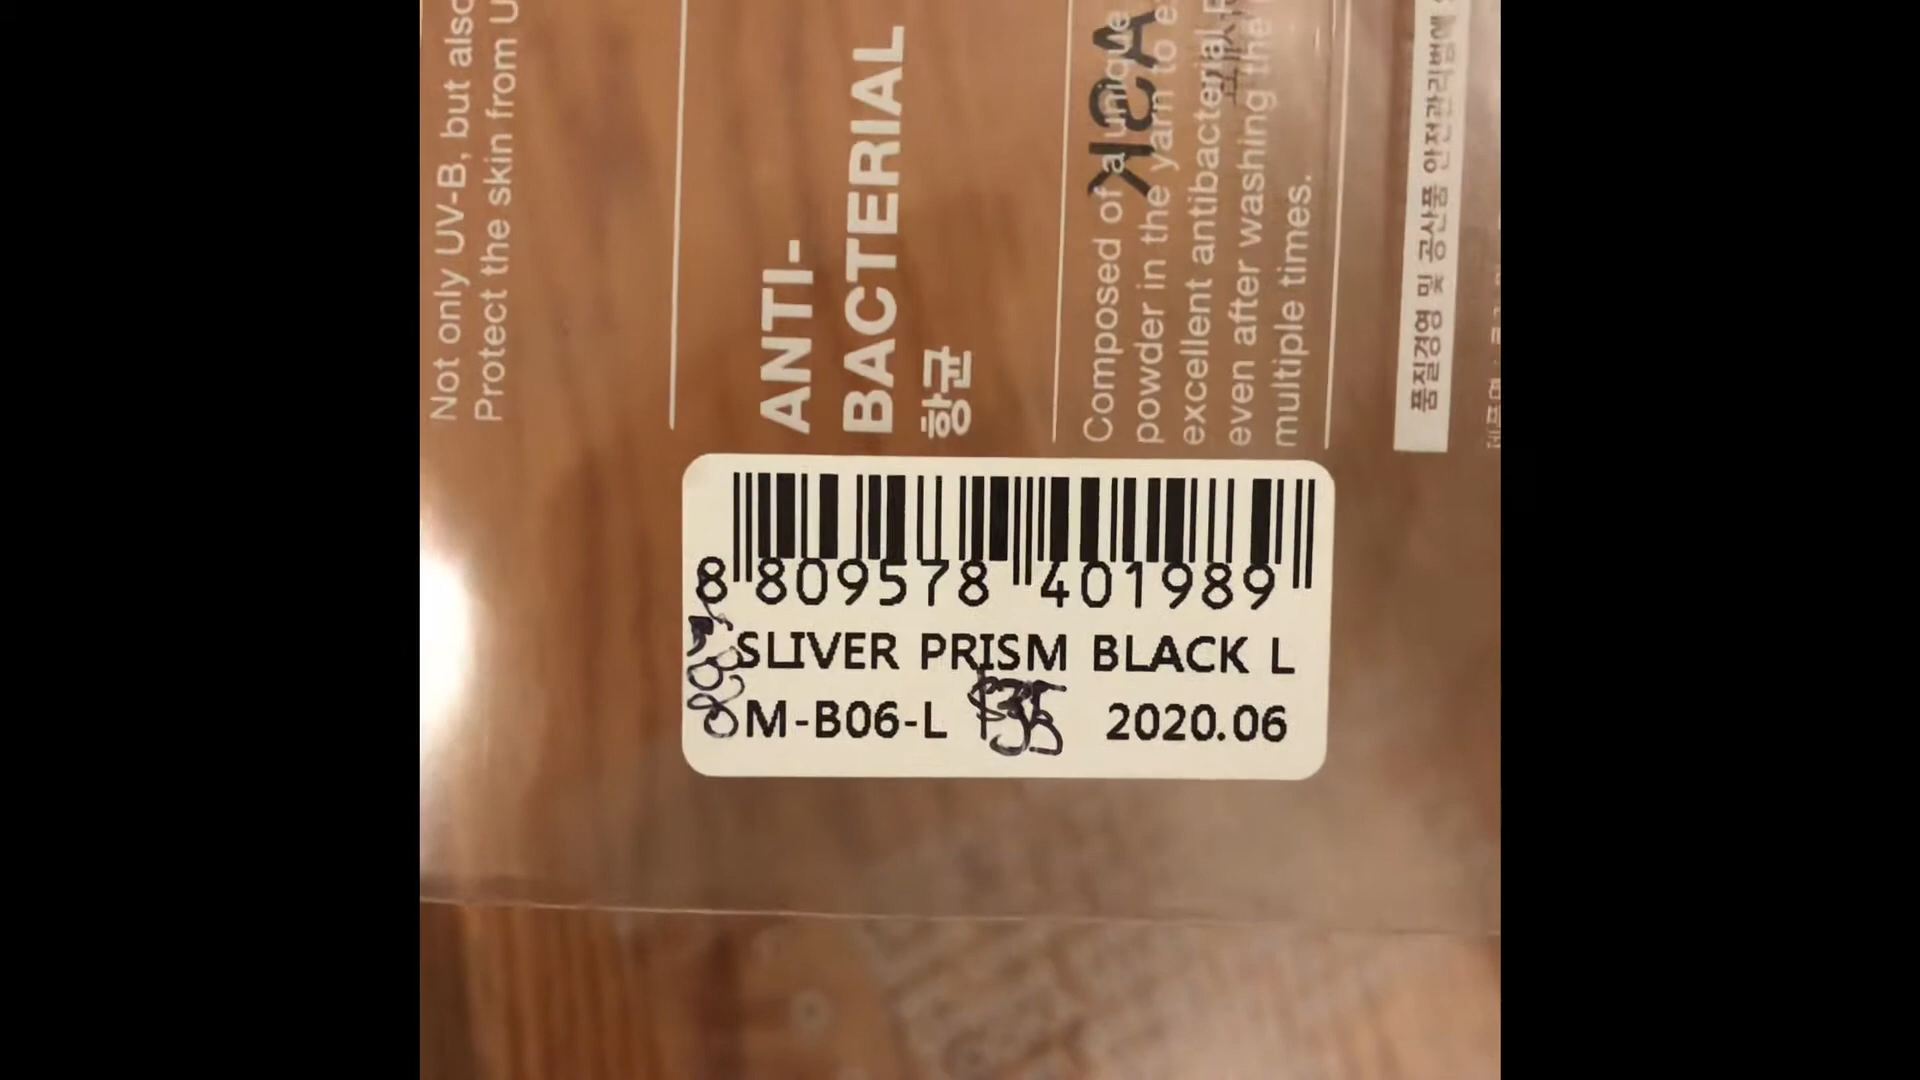 Not only UV-B, but also
Protect the skin from U
ANTI-
BACTERIAL
항균
Composed of a unique
powder in the yarn to e
excellent antibacterial
even after washing the
multiple times.
ASK
품질경영 및 공산품 안전관리법에
8 809578 401989
SLIVER PRISM BLACK L
M-B06-L $35 2020.06